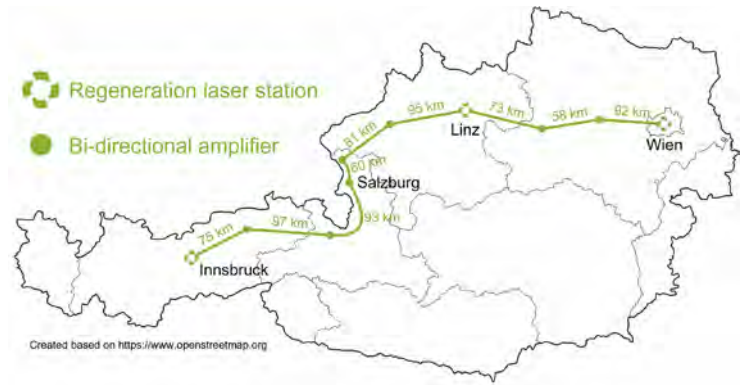 Regeneration laser station
Bi-directional amplifier
95 km
73 km
58 km
82 km
Linz
Wien
81 km
60 km
Salzburg
93 km
97 km
75 km
Innsbruck
Created based on https://www.openstreetmap.org